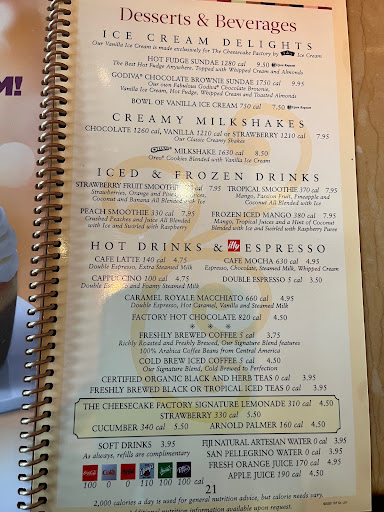 M!
Desserts & Beverages
ICE CREAM DELIGHTS
Our Vanilla Ice Cream is made exclusively for The Cheesecake Factory by Ice Cream.
HOT FUDGE SUNDAE 1280 cal 9.50 Upon Request
The Best Hot Fudge Anywhere, Topped with Whipped Cream and Almonds
GODIVA® CHOCOLATE BROWNIE SUNDAE 1750 cal 9.75
Our own Fabulous Godiva® Chocolate Brownie,
Vanilla Ice Cream, Hot Fudge, Whipped Cream and Toasted Almonds
BOWL OF VANILLA ICE CREAM 730 cal 7.50 Upon Request
CREAMY MILKSHAKES
CHOCOLATE 1260 cal, VANILLA 1210 cal or STRAWBERRY 1210 cal 7.95
Our Classic Creamy Shakes
OREO MILKSHAKE 1630 cal 8.50
Oreo® Cookies Blended with Vanilla Ice Cream
ICED & FROZEN DRINKS
STRAWBERRY FRUIT SMOOTHIE cal 7.95 TROPICAL SMOOTHIE 370 cal 7.95
Strawberries, Orange and Pineapple Juices, Mango, Passion Fruit, Pineapple and
Coconut and Banana All Blended with Ice Coconut All Blended with Ice
PEACH SMOOTHIE 330 cal 7.95 FROZEN ICED MANGO 380 cal 7.95
Crushed Peaches and Juice All Blended Mango, Tropical Juices and a Hint of Coconut
with Ice and Swirled with Raspberry Blended with Ice and Swirled with Raspberry Puree
HOT DRINKS & illy ESPRESSO
CAFE LATTE 140 cal 4.75 CAFE MOCHA 630 cal 4.95
Double Espresso, Extra Steamed Milk Espresso, Chocolate, Steamed Milk, Whipped Cream
CAPPUCCINO 100 cal 4.75 DOUBLE ESPRESSO 5 cal 3.50
Double Espresso and Foamy Steamed Milk
CARAMEL ROYALE MACCHIATO 660 cal 4.95
Double Espresso, Hot Caramel, Vanilla and Steamed Milk
FACTORY HOT CHOCOLATE 820 cal 4.50
* * *
FRESHLY BREWED COFFEE 5 cal 3.75
Richly Roasted and Freshly Brewed, Our Signature Blend features
100% Arabica Coffee Beans from Central America
COLD BREW ICED COFFEE 5 cal 4.50
Our Signature Blend, Cold Brewed to Perfection
CERTIFIED ORGANIC BLACK AND HERB TEAS 0 cal 3.95
FRESHLY BREWED BLACK OR TROPICAL ICED TEAS 0 cal 3.95
THE CHEESECAKE FACTORY SIGNATURE LEMONADE 310 cal 4.50
STRAWBERRY 330 cal 5.50
CUCUMBER 340 cal 5.50 ARNOLD PALMER 160 cal 4.50
SOFT DRINKS 3.95 FIJI NATURAL ARTESIAN WATER 0 cal 3.95
As always, refills are complimentary SAN PELLEGRINO WATER 0 cal 3.95
FRESH ORANGE JUICE 170 cal 4.95
100 0 0 110 100 100 cal APPLE JUICE 190 cal 4.50
21
2,000 calories a day is used for general nutrition advice, but calorie needs vary.
Additional nutrition information available upon request.